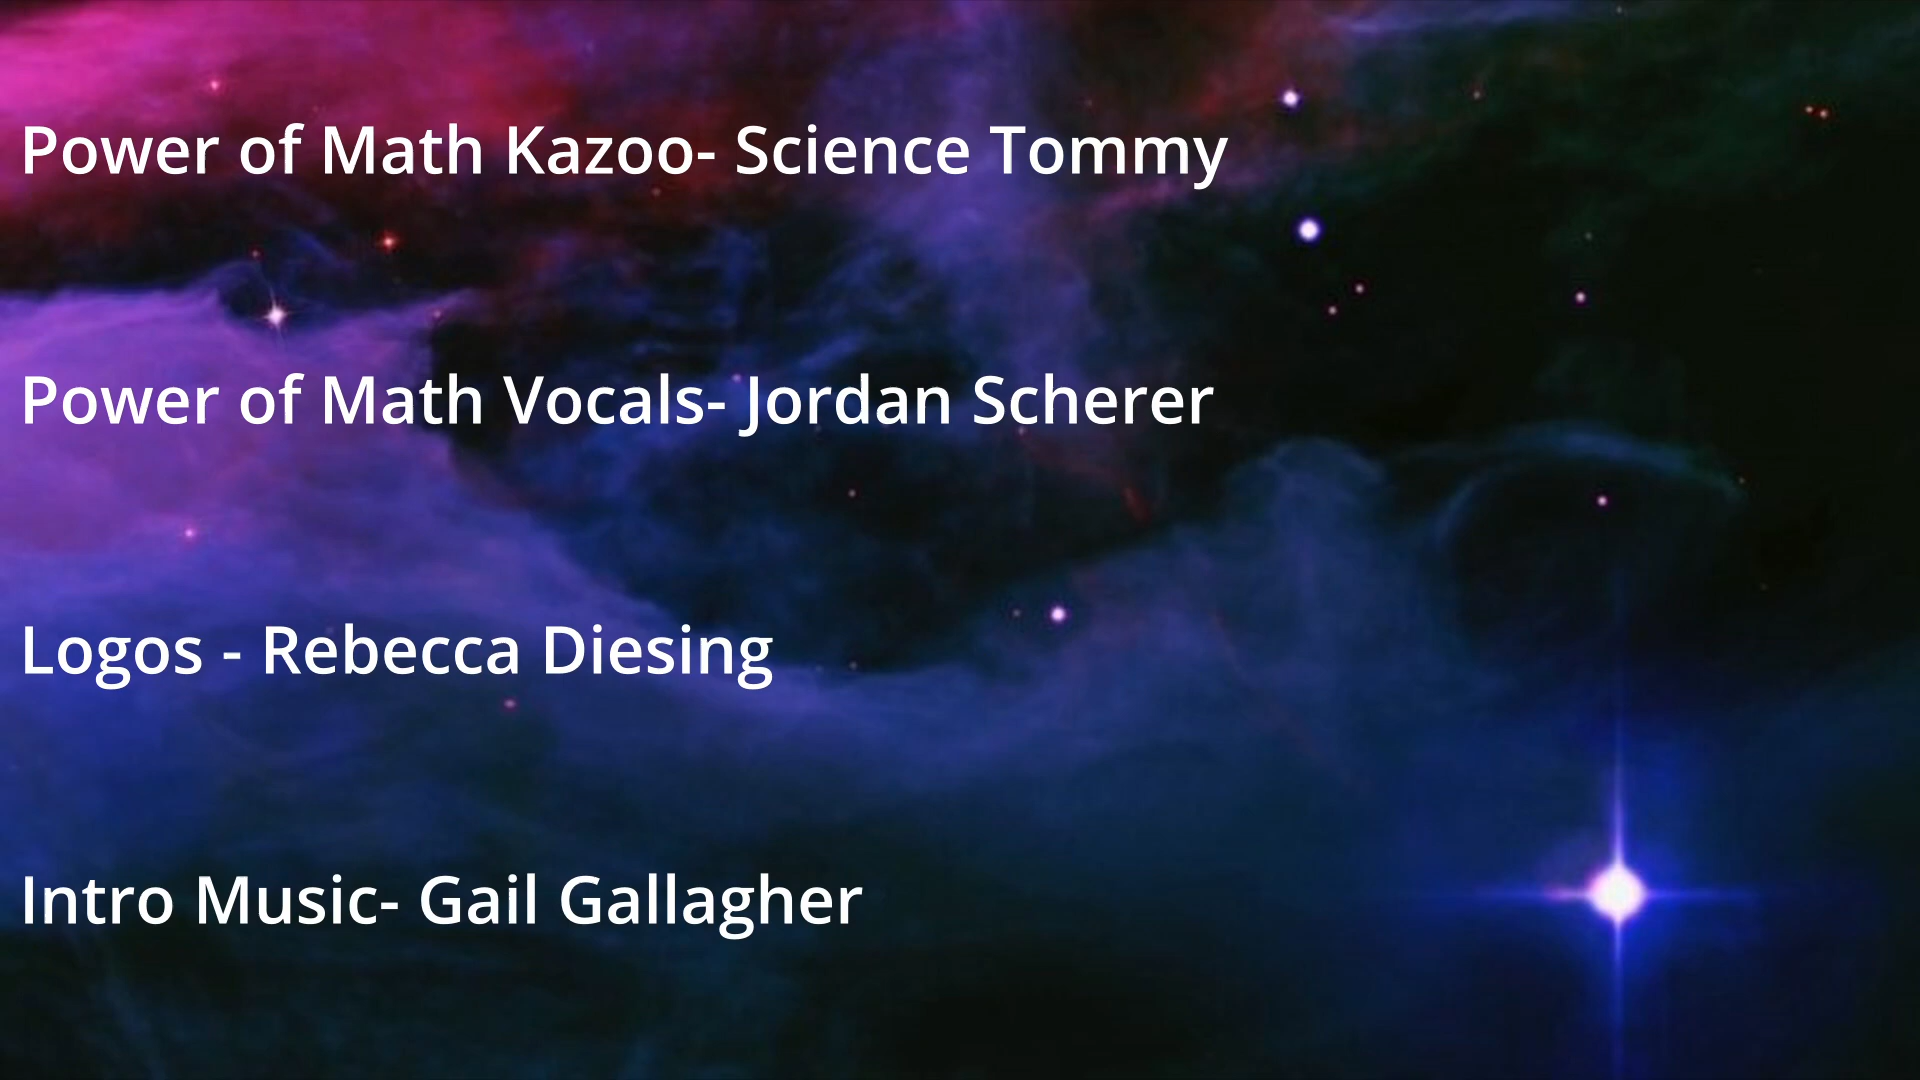 Power of Math Kazoo- Science Tommy
Power of Math Vocals- Jordan Scherer
Logos - Rebecca Diesing
Intro Music- Gail Gallagher